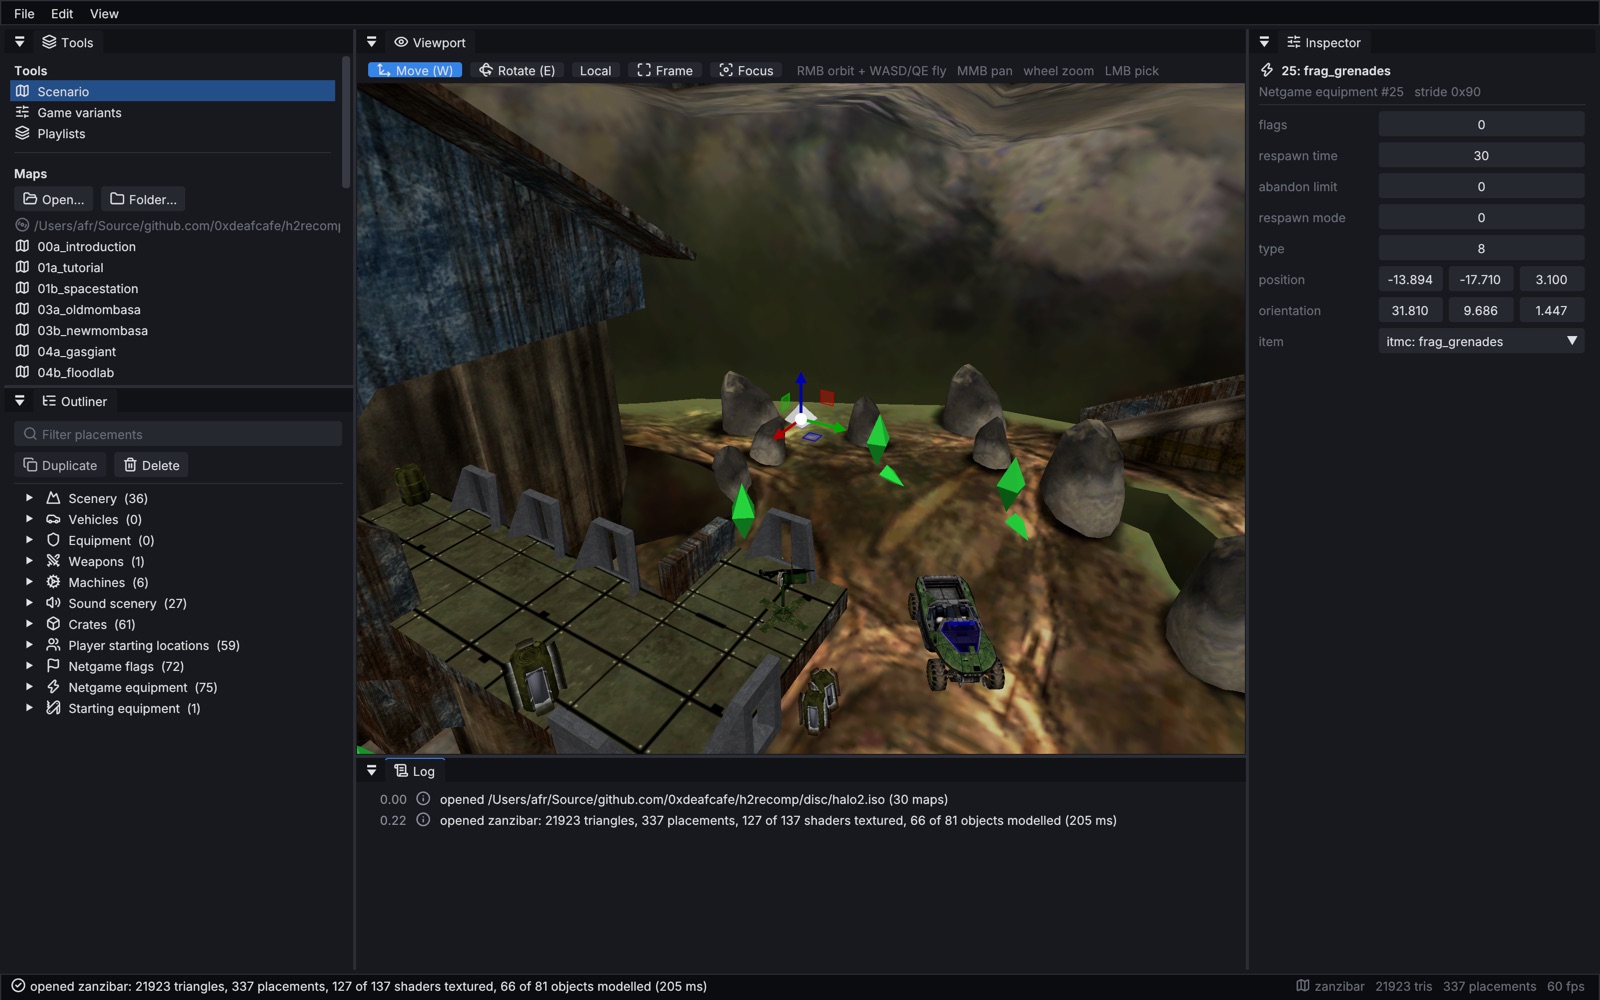 File Edit View
Tools
Tools
Scenario
Game variants
Playlists
Maps
Open... Folder...
/Users/afr/Source/github.com/0xdeafcafe/h2recomp
00a_introduction
01a_tutorial
01b_spacestation
03a_oldmombasa
03b_newmombasa
04a_gasgiant
04b_floodlab
Outliner
Filter placements
Duplicate Delete
Scenery (36)
Vehicles (0)
Equipment (0)
Weapons (1)
Machines (6)
Sound scenery (27)
Crates (61)
Player starting locations (59)
Netgame flags (72)
Netgame equipment (75)
Starting equipment (1)
Viewport
Move (W) Rotate (E) Local Frame Focus RMB orbit + WASD/QE fly MMB pan wheel zoom LMB pick
Log
0.00 opened /Users/afr/Source/github.com/0xdeafcafe/h2recomp/disc/halo2.iso (30 maps)
0.22 opened zanzibar: 21923 triangles, 337 placements, 127 of 137 shaders textured, 66 of 81 objects modelled (205 ms)
Inspector
25: frag_grenades
Netgame equipment #25 stride 0x90
flags 0
respawn time 30
abandon limit 0
respawn mode 0
type 8
position -13.894 -17.710 3.100
orientation 31.810 9.686 1.447
item itmc: frag_grenades
opened zanzibar: 21923 triangles, 337 placements, 127 of 137 shaders textured, 66 of 81 objects modelled (205 ms)
zanzibar 21923 tris 337 placements 60 fps